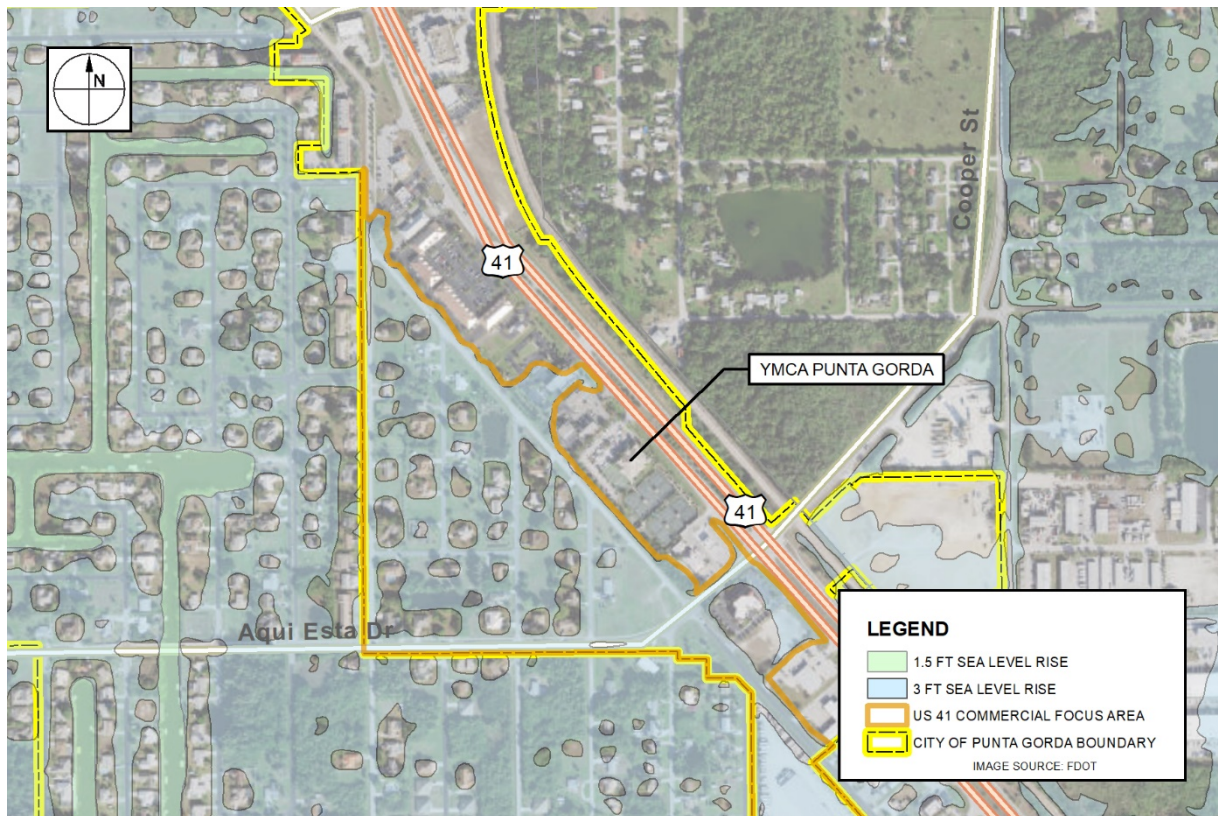 N
Cooper St
41
YMCA PUNTA GORDA
41
Aqui Esta Dr
LEGEND
1.5 FT SEA LEVEL RISE
3 FT SEA LEVEL RISE
US 41 COMMERCIAL FOCUS AREA
CITY OF PUNTA GORDA BOUNDARY
IMAGE SOURCE: FDOT